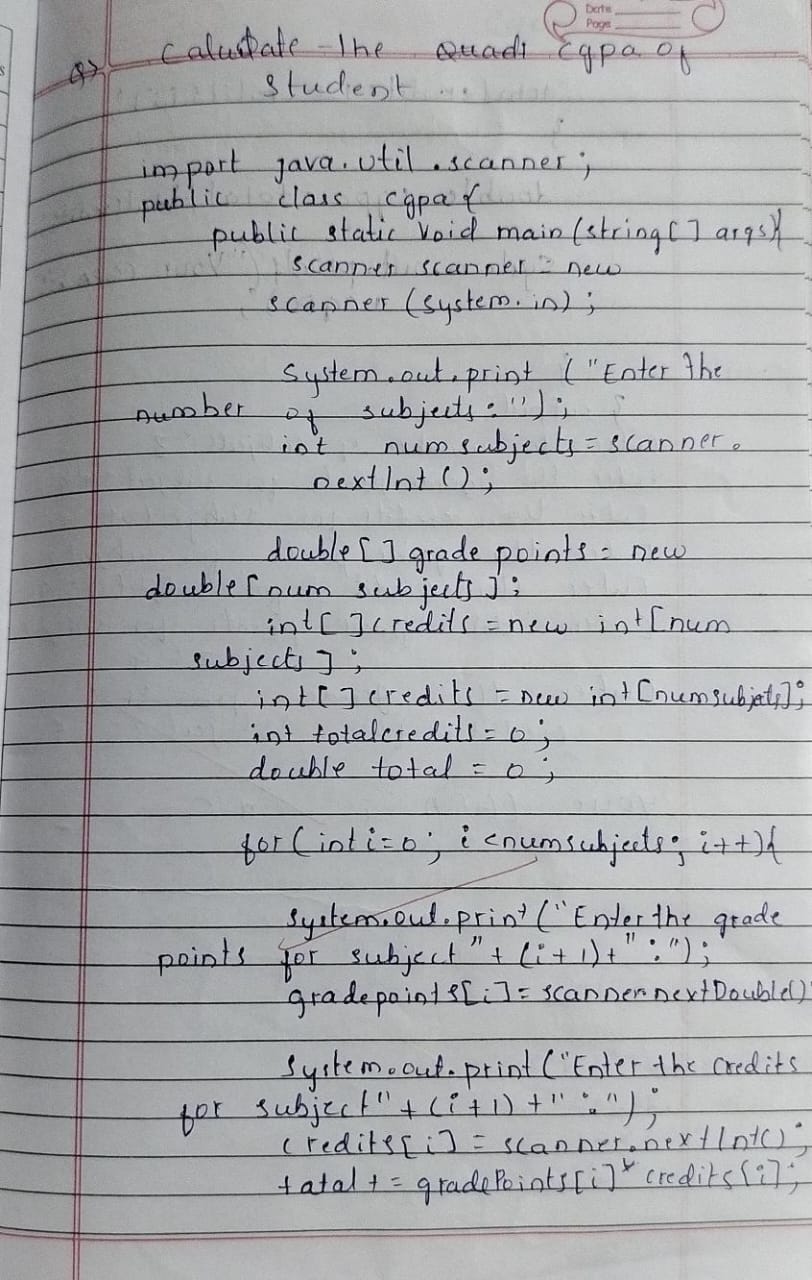 Date
Page
Q> Calculate the Quadi cgpa of
student ..
import java.util.scanner;
public class cgpa{
public static void main(string[] args){
scanner scanner = new
scanner (system.in);
system.out.print ("Enter the
number of subjects:");
int numsubjects = scanner.
nextInt ();
double[] grade points = new
double[num subjects];
int[] credits = new int[num
subjects];
int[] credits = new int[numsubjets];
int totalcredits = 0;
double total = 0;
for(int i=0; i <numsubjects; i++){
system.out.print("Enter the grade
points for subject"+(i+1)+":");
gradepoints[i]=scanner.nextDouble()
system.out.print("Enter the credits
for subject"+(i+1)+":");
credits[i] = scanner.nextInt();
tatal += gradePoints[i]* credits[i];